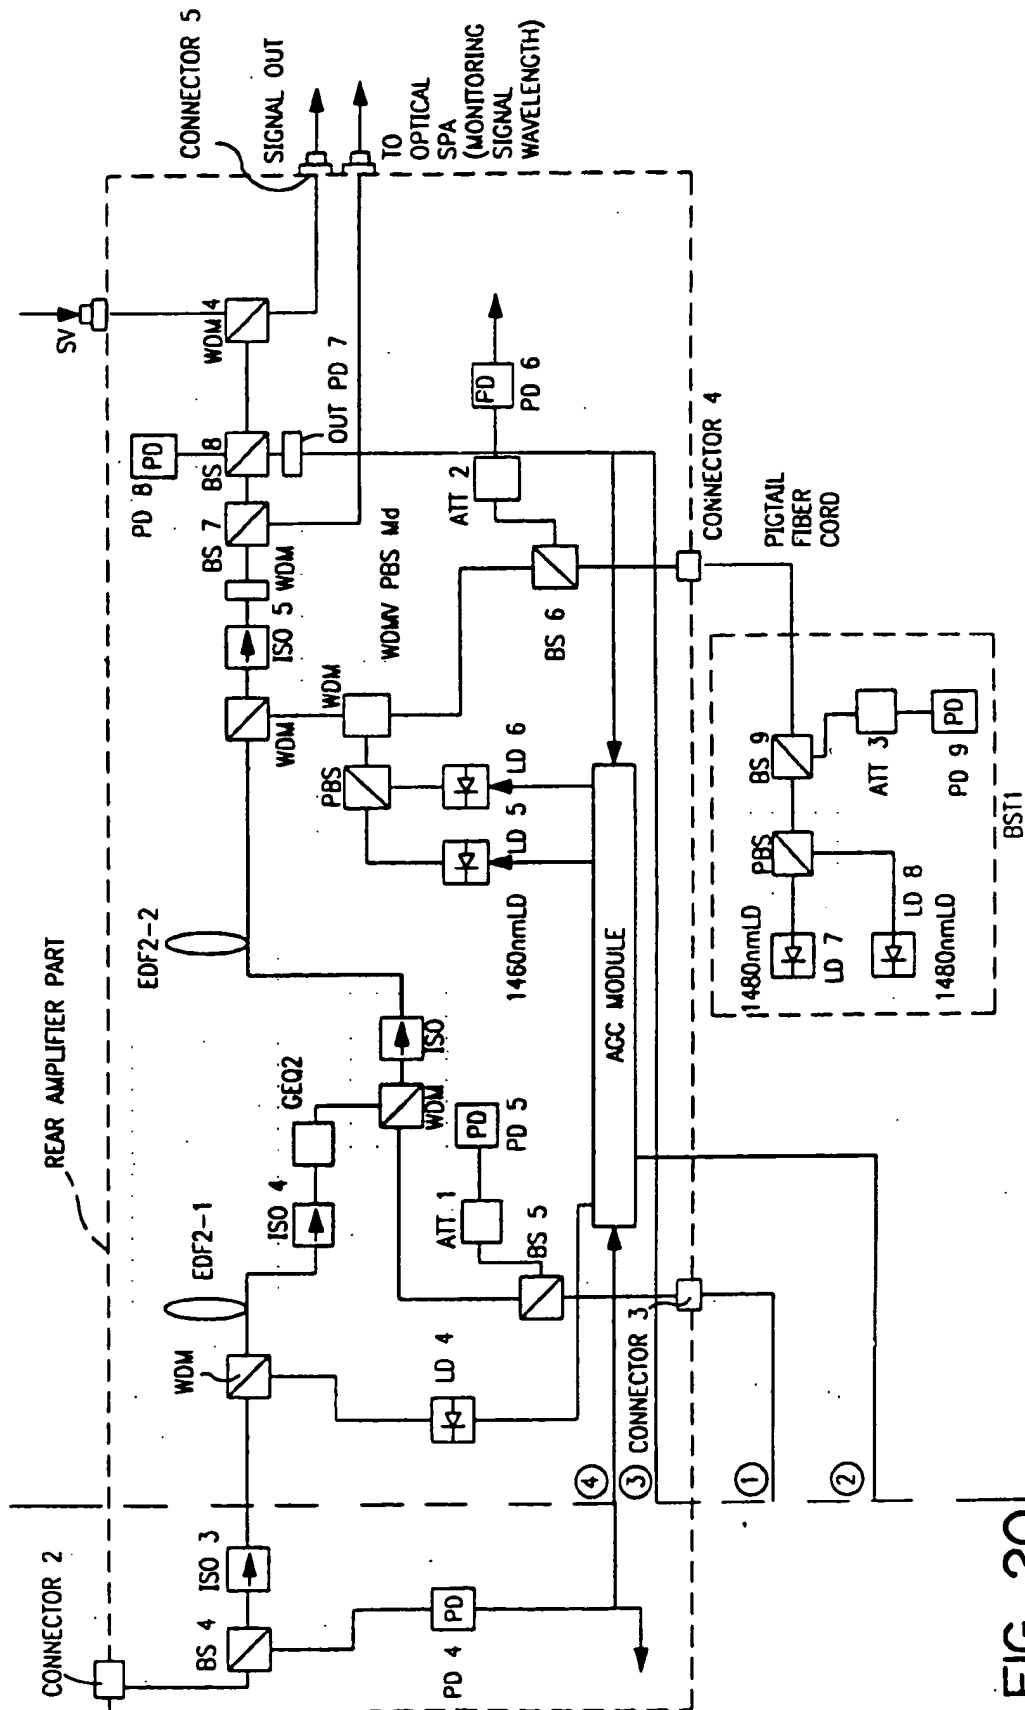 CONNECTOR 2
BS 4
ISO 3
PD
PD 4
REAR AMPLIFIER PART
WDM
EDF2-1
LD 4
ISO 4
GEQ2
ATT 1
BS 5
PD
PD 5
WDM
ISO
EDF2-2
CONNECTOR 3
④
③
①
②
AGC MODULE
1460nmLD
LD 5
LD 6
PBS
WDM
WDM
WDMV PBS Md
ISO 5
WDM
BS 7
BS 8
PD
PD 8
OUT PD 7
WDM 4
SV
BS 6
ATT 2
PD
PD 6
CONNECTOR 4
CONNECTOR 5
SIGNAL OUT
TO
OPTICAL
SPA
(MONITORING
SIGNAL
WAVELENGTH)
PIGTAIL
FIBER
CORD
1480nmLD
LD 7
LD 8
1480nmLD
PBS
BS 9
ATT 3
PD
PD 9
BST1